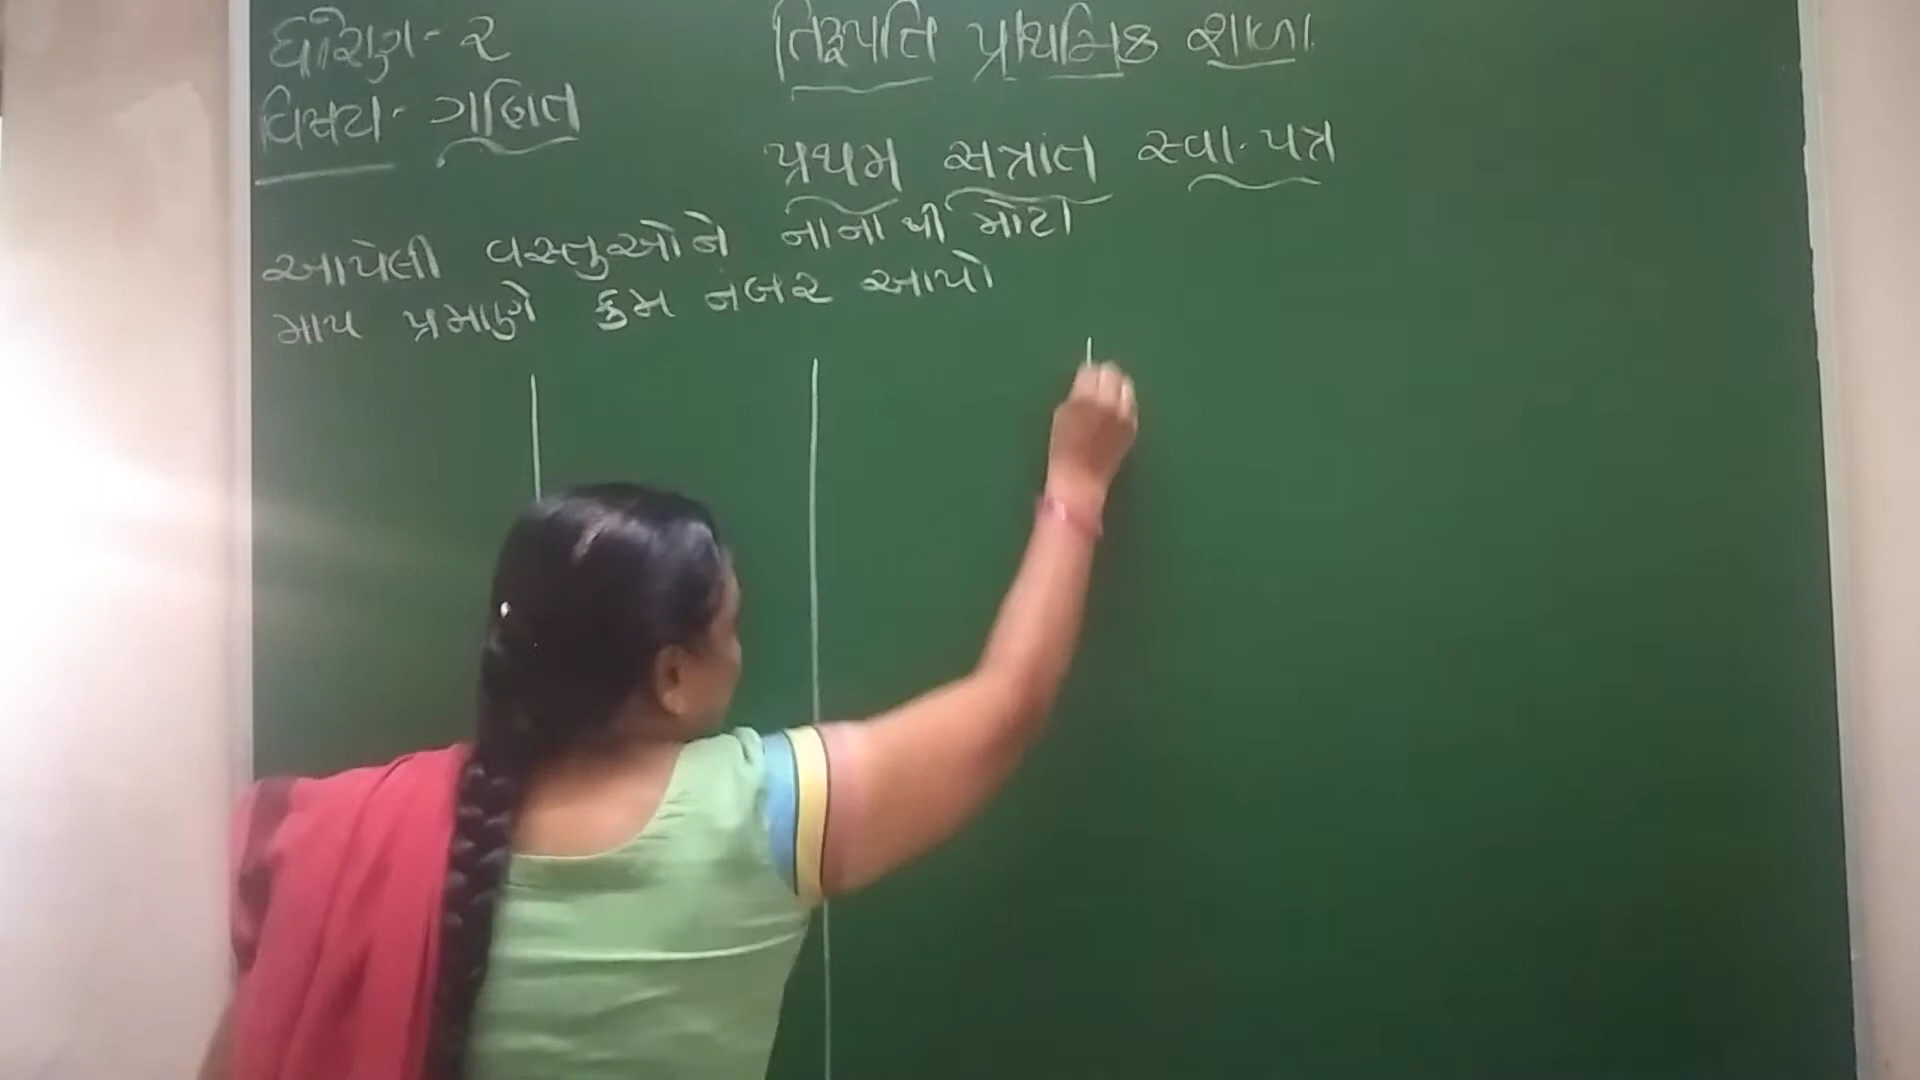 ધોરણ - ૨
તિરૂપતિ પ્રાથમિક શાળા.
વિષય - ગણિત
પ્રથમ સત્રાંત સ્વા. પત્ર
આપેલી વસ્તુઓને નાનાથી મોટા
માપ પ્રમાણે ક્રમ નંબર આપો